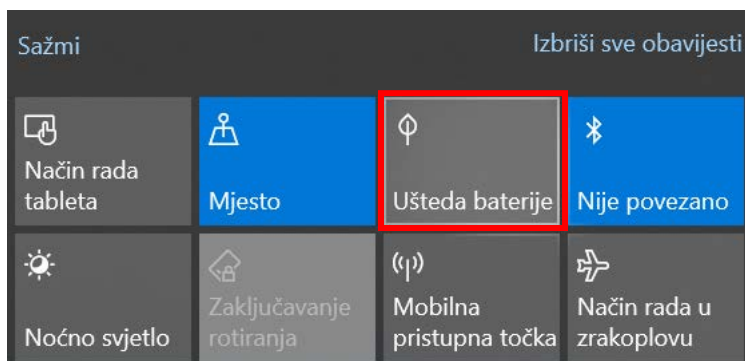 Sažmi
Izbriši sve obavijesti
Način rada
tableta
Mjesto
Ušteda baterije
Nije povezano
Noćno svjetlo
Zaključavanje
rotiranja
Mobilna
pristupna točka
Način rada u
zrakoplovu